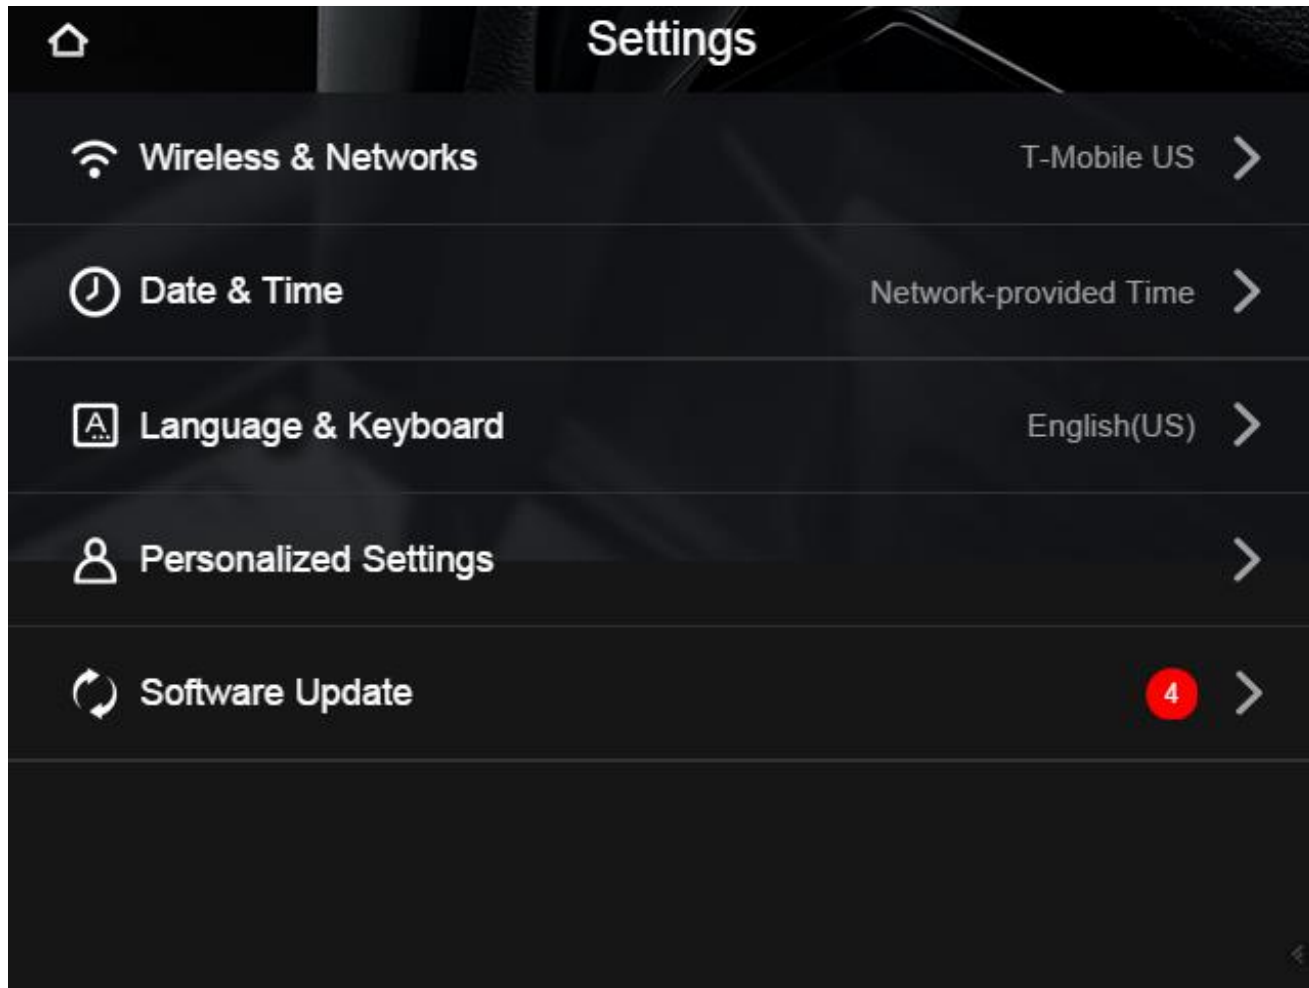 Settings
Wireless & Networks T-Mobile US
Date & Time Network-provided Time
Language & Keyboard English(US)
Personalized Settings
Software Update 4